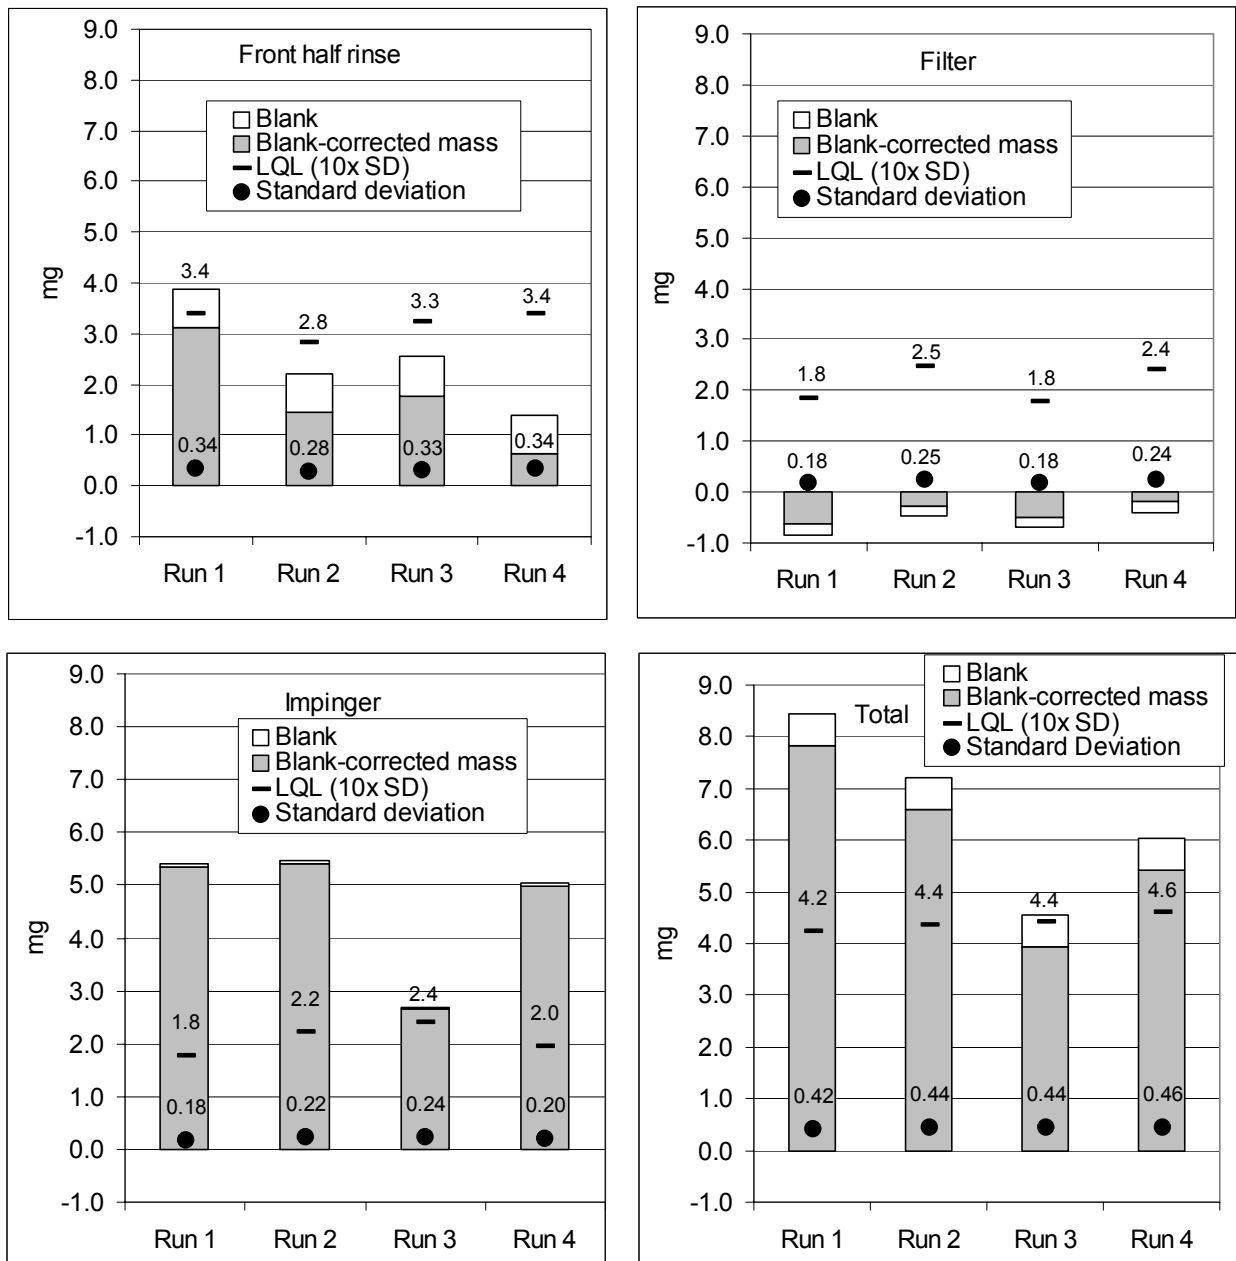 Front half rinse
Blank
Blank-corrected mass
LQL (10x SD)
Standard deviation
mg
9.0
8.0
7.0
6.0
5.0
4.0
3.0
2.0
1.0
0.0
-1.0
3.4
2.8
3.3
3.4
0.34
0.28
0.33
0.34
Run 1 Run 2 Run 3 Run 4
Filter
Blank
Blank-corrected mass
LQL (10x SD)
Standard deviation
mg
9.0
8.0
7.0
6.0
5.0
4.0
3.0
2.0
1.0
0.0
-1.0
1.8
2.5
1.8
2.4
0.18
0.25
0.18
0.24
Run 1 Run 2 Run 3 Run 4
Impinger
Blank
Blank-corrected mass
LQL (10x SD)
Standard deviation
mg
9.0
8.0
7.0
6.0
5.0
4.0
3.0
2.0
1.0
0.0
-1.0
1.8
2.2
2.4
2.0
0.18
0.22
0.24
0.20
Run 1 Run 2 Run 3 Run 4
Total
Blank
Blank-corrected mass
LQL (10x SD)
Standard Deviation
mg
9.0
8.0
7.0
6.0
5.0
4.0
3.0
2.0
1.0
0.0
-1.0
4.2
4.4
4.4
4.6
0.42
0.44
0.44
0.46
Run 1 Run 2 Run 3 Run 4